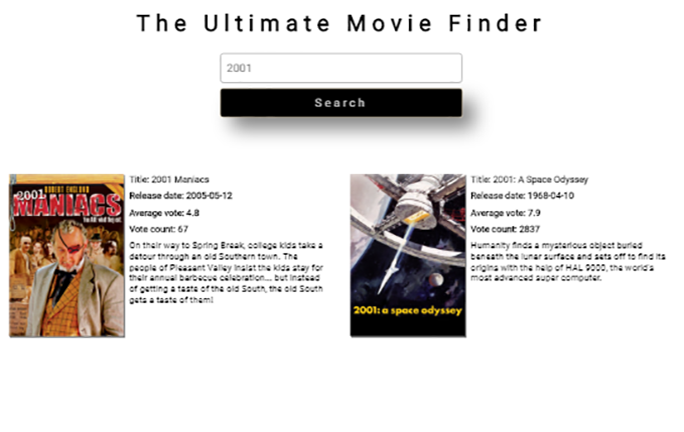 The Ultimate Movie Finder
2001
Search
2001
ROBERT ENGLUND
MANIACS
Title: 2001 Maniacs
Release date: 2005-05-12
Average vote: 4.8
Vote count: 67
On their way to Spring Break, college kids take a
detour through an old Southern town. The
people of Pleasant Valley insist the kids stay for
their annual barbecue celebration... but instead
of getting a taste of the old South, the old South
gets a taste of them!
2001: a space odyssey
Title: 2001: A Space Odyssey
Release date: 1968-04-10
Average vote: 7.9
Vote count: 2837
Humanity finds a mysterious object buried
beneath the lunar surface and sets off to find its
origins with the help of HAL 9000, the world's
most advanced super computer.